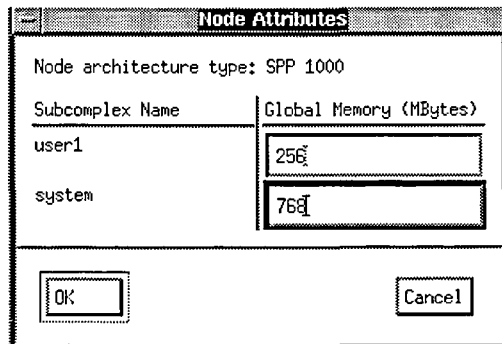 Node Attributes
Node architecture type: SPP 1000
Subcomplex Name Global Memory (MBytes)
user1 256
system 768
OK Cancel